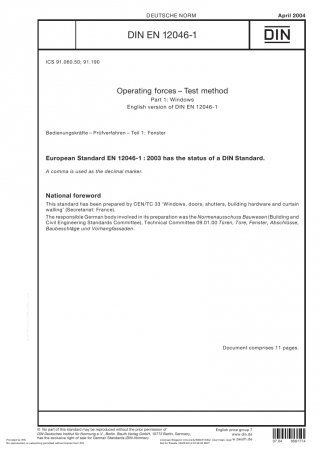 DEUTSCHE NORM
April 2004
DIN EN 12046-1
DIN
ICS 91.060.50; 91.190
Operating forces – Test method
Part 1: Windows
English version of DIN EN 12046-1
Bedienungskräfte – Prüfverfahren – Teil 1: Fenster
European Standard EN 12046-1 : 2003 has the status of a DIN Standard.
A comma is used as the decimal marker.
National foreword
This standard has been prepared by CEN/TC 33 'Windows, doors, shutters, building hardware and curtain
walling' (Secretariat: France).
The responsible German body involved in its preparation was the Normenausschuss Bauwesen (Building and
Civil Engineering Standards Committee), Technical Committee 09.01.00 Türen, Tore, Fenster, Abschlüsse,
Baubeschläge und Vorhangfassaden.
Document comprises 11 pages.
© No part of this standard may be reproduced without the prior permission of
DIN Deutsches Institut für Normung e.V., Berlin. Beuth Verlag GmbH, 10772 Berlin, Germany,
has the exclusive right of sale for German Standards (DIN-Normen).
English price group 7
www.din.de
www.beuth.de